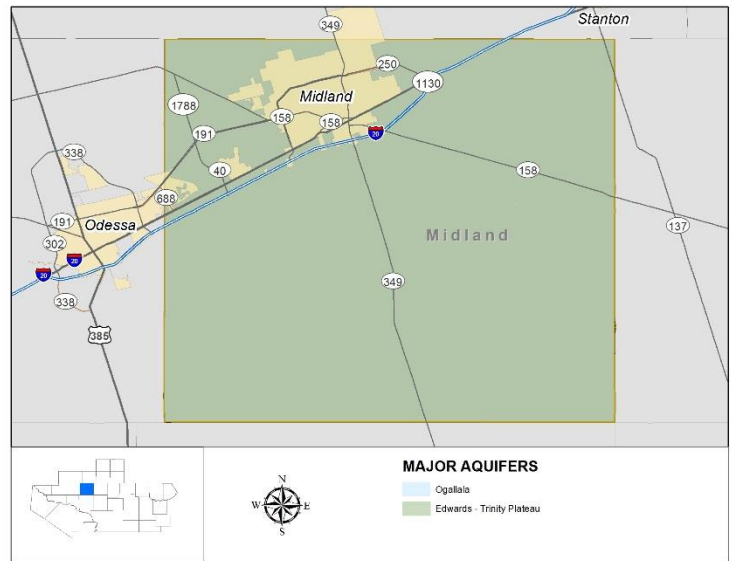 349
Stanton
250
1130
Midland
1788
158
158
191
20
338
40
158
688
191
Odessa
Midland
137
302
20
20
349
338
385
N
W E
S
MAJOR AQUIFERS
Ogallala
Edwards - Trinity Plateau